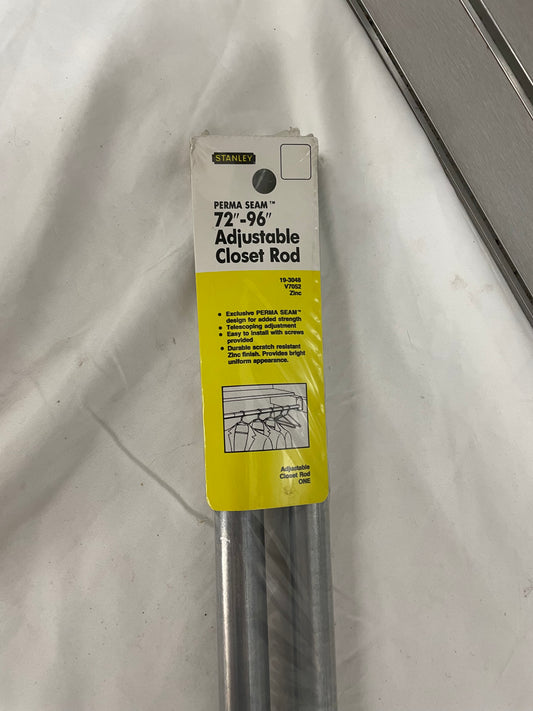 STANLEY
PERMA SEAM™
72"-96"
Adjustable
Closet Rod
19-3048
V7052
Zinc
• Exclusive PERMA SEAM™
design for added strength
• Telescoping adjustment
• Easy to install with screws
provided
• Durable scratch resistant
Zinc finish. Provides bright
uniform appearance.
Adjustable
Closet Rod
ONE